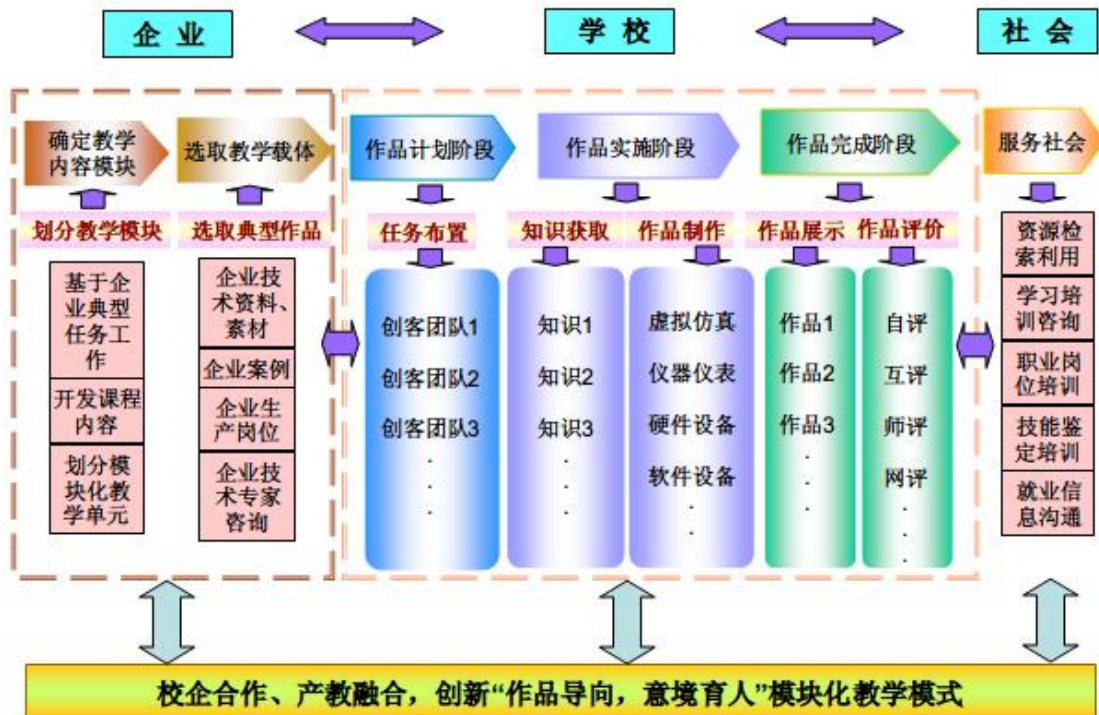 企 业
学 校
社 会
确定教学
内容模块
选取教学载体
作品计划阶段
作品实施阶段
作品完成阶段
服务社会
划分教学模块
选取典型作品
任务布置
知识获取
作品制作
作品展示
作品评价
基于企
业典型
任务工
作
开发课程
内容
划分模
块化教
学单元
企业技
术资料、
素材
企业案例
企业生
产岗位
企业技
术专家
咨询
创客团队1
创客团队2
创客团队3
.
.
.
知识1
知识2
知识3
.
.
.
虚拟仿真
仪器仪表
硬件设备
软件设备
.
.
作品1
作品2
作品3
.
.
.
自评
互评
师评
网评
.
.
.
资源检
索利用
学习培
训咨询
职业岗
位培训
技能鉴
定培训
就业信
息沟通
校企合作、产教融合，创新“作品导向，意境育人”模块化教学模式